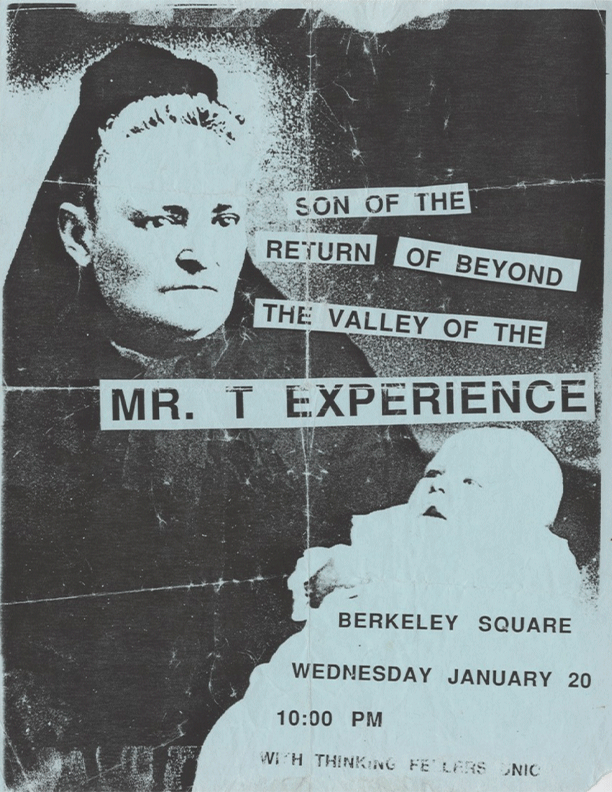 SON OF THE
RETURN OF BEYOND
THE VALLEY OF THE
MR. T EXPERIENCE
BERKELEY SQUARE
WEDNESDAY JANUARY 20
10:00 PM
WITH THINKING FELLERS UNIO